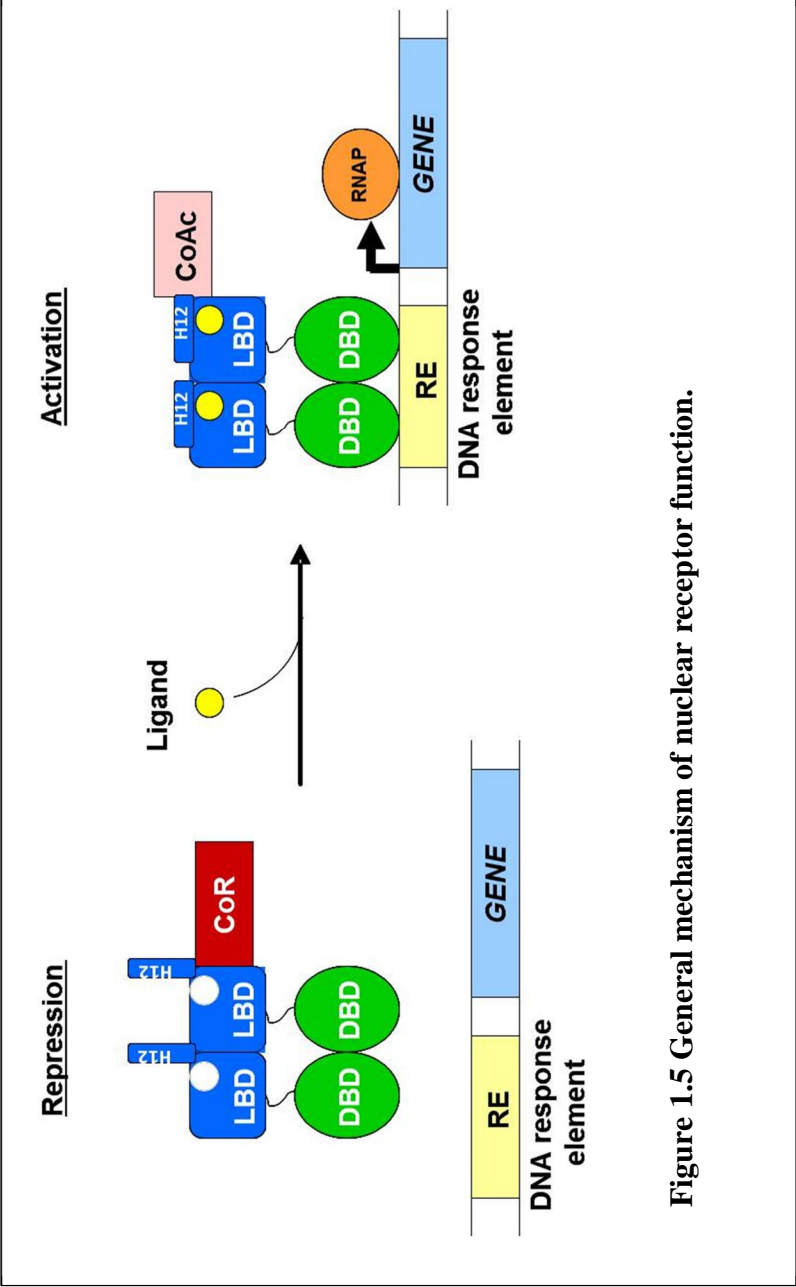 Repression
Activation
Ligand
H12
H12
LBD
LBD
CoR
DBD
DBD
RE
GENE
DNA response
element
H12
H12
CoAc
LBD
LBD
DBD
DBD
RNAP
RE
GENE
DNA response
element
Figure 1.5 General mechanism of nuclear receptor function.